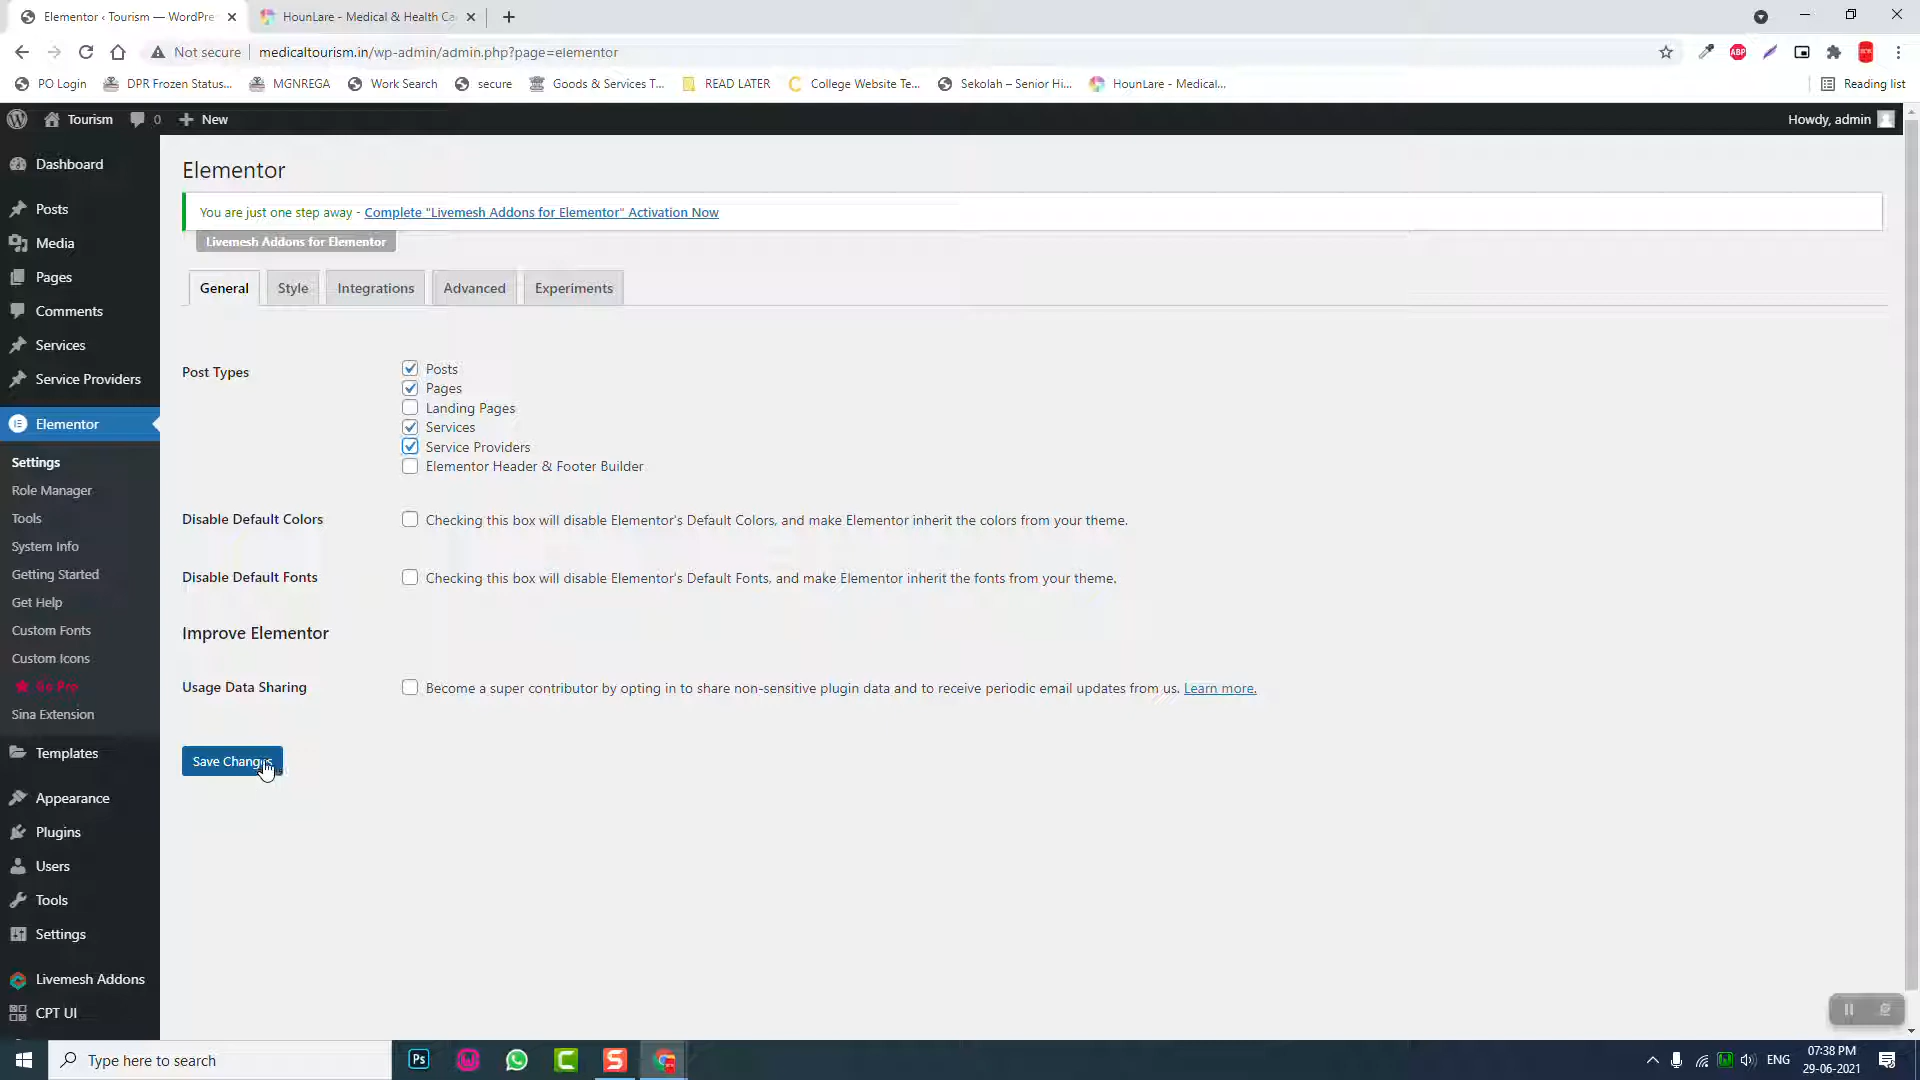 Elementor ‹ Tourism — WordPre
HounLare - Medical & Health Ca
Not secure
medicaltourism.in/wp-admin/admin.php?page=elementor
ABP
PO Login
DPR Frozen Status...
MGNREGA
Work Search
secure
Goods & Services T...
READ LATER
College Website Te...
Sekolah – Senior Hi...
HounLare - Medical...
Reading list
Tourism
0
New
Howdy, admin
Dashboard
Posts
Media
Pages
Comments
Services
Service Providers
Elementor
Settings
Role Manager
Tools
System Info
Getting Started
Get Help
Custom Fonts
Custom Icons
Go Pro
Sina Extension
Templates
Appearance
Plugins
Users
Tools
Settings
Livemesh Addons
CPT UI
Elementor
You are just one step away - Complete "Livemesh Addons for Elementor" Activation Now
Livemesh Addons for Elementor
General
Style
Integrations
Advanced
Experiments
Post Types
Posts
Pages
Landing Pages
Services
Service Providers
Elementor Header & Footer Builder
Disable Default Colors
Checking this box will disable Elementor's Default Colors, and make Elementor inherit the colors from your theme.
Disable Default Fonts
Checking this box will disable Elementor's Default Fonts, and make Elementor inherit the fonts from your theme.
Improve Elementor
Usage Data Sharing
Become a super contributor by opting in to share non-sensitive plugin data and to receive periodic email updates from us. Learn more.
Save Changes
Type here to search
Ps
ENG
07:38 PM
29-06-2021